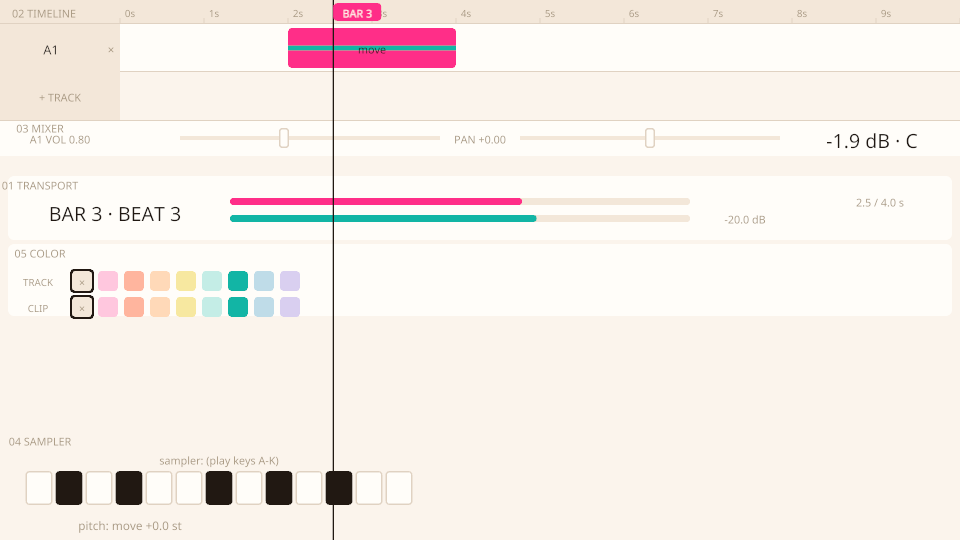 02 TIMELINE 0s 1s 2s BAR 3 s 4s 5s 6s 7s 8s 9s
A1 × move
+ TRACK
03 MIXER
A1 VOL 0.80 PAN +0.00 -1.9 dB · C
01 TRANSPORT
BAR 3 · BEAT 3 -20.0 dB 2.5 / 4.0 s
05 COLOR
TRACK ×
CLIP ×
04 SAMPLER
sampler: (play keys A-K)
pitch: move +0.0 st